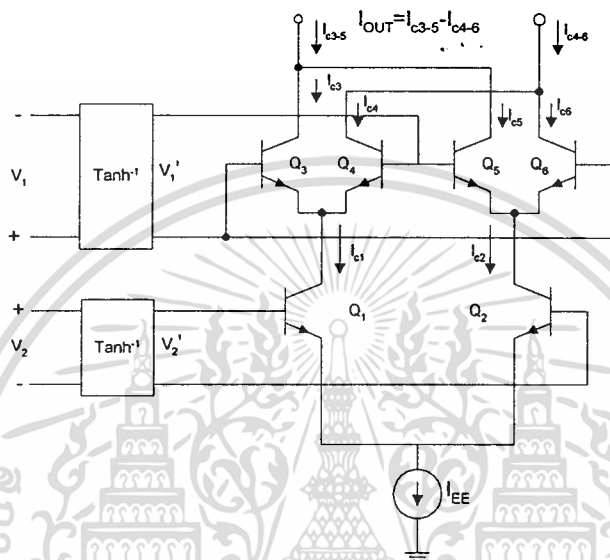 I_OUT=I_c3-5-I_c4-6
I_c3-5
I_c4-6
I_c3
I_c4
I_c5
I_c6
-
V_1
Tanh^-1
V_1'
+
Q_3
Q_4
Q_5
Q_6
I_c1
I_c2
+
V_2
Tanh^-1
V_2'
-
Q_1
Q_2
I_EE